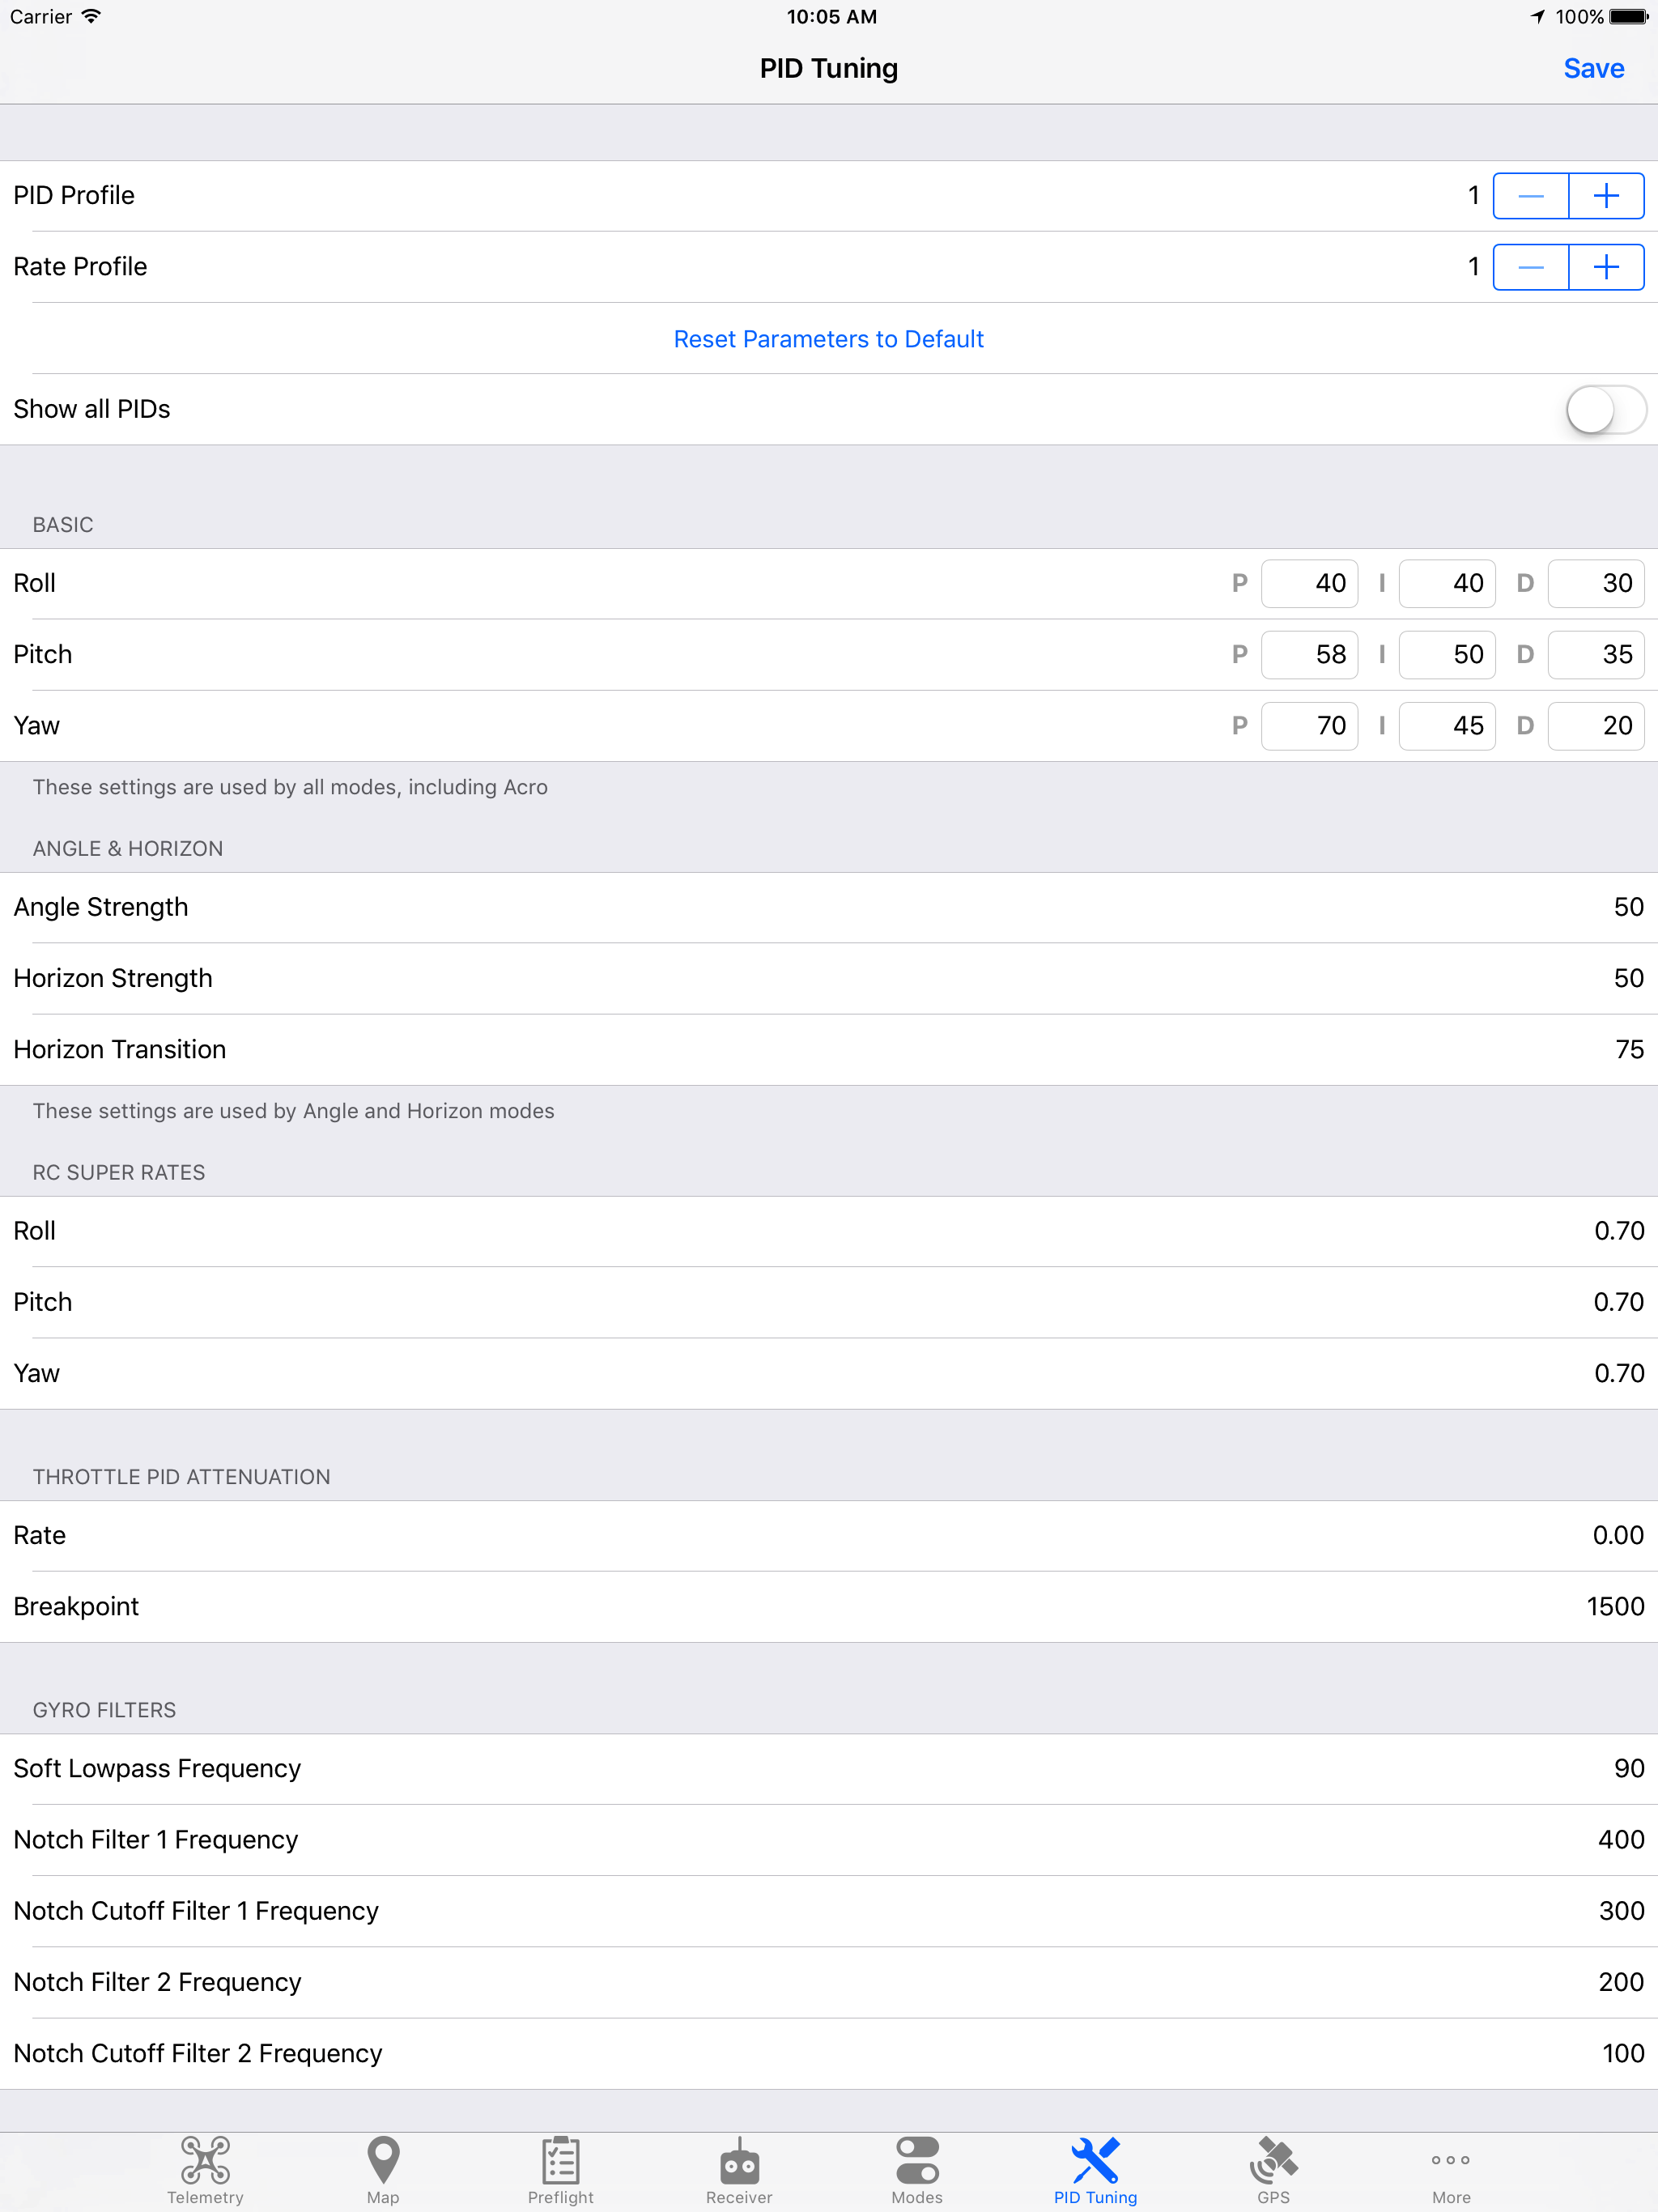 Carrier 10:05 AM 100%
PID Tuning Save
PID Profile 1 — +
Rate Profile 1 — +
Reset Parameters to Default
Show all PIDs
BASIC
Roll P 40 I 40 D 30
Pitch P 58 I 50 D 35
Yaw P 70 I 45 D 20
These settings are used by all modes, including Acro
ANGLE & HORIZON
Angle Strength 50
Horizon Strength 50
Horizon Transition 75
These settings are used by Angle and Horizon modes
RC SUPER RATES
Roll 0.70
Pitch 0.70
Yaw 0.70
THROTTLE PID ATTENUATION
Rate 0.00
Breakpoint 1500
GYRO FILTERS
Soft Lowpass Frequency 90
Notch Filter 1 Frequency 400
Notch Cutoff Filter 1 Frequency 300
Notch Filter 2 Frequency 200
Notch Cutoff Filter 2 Frequency 100
Telemetry Map Preflight Receiver Modes PID Tuning GPS More